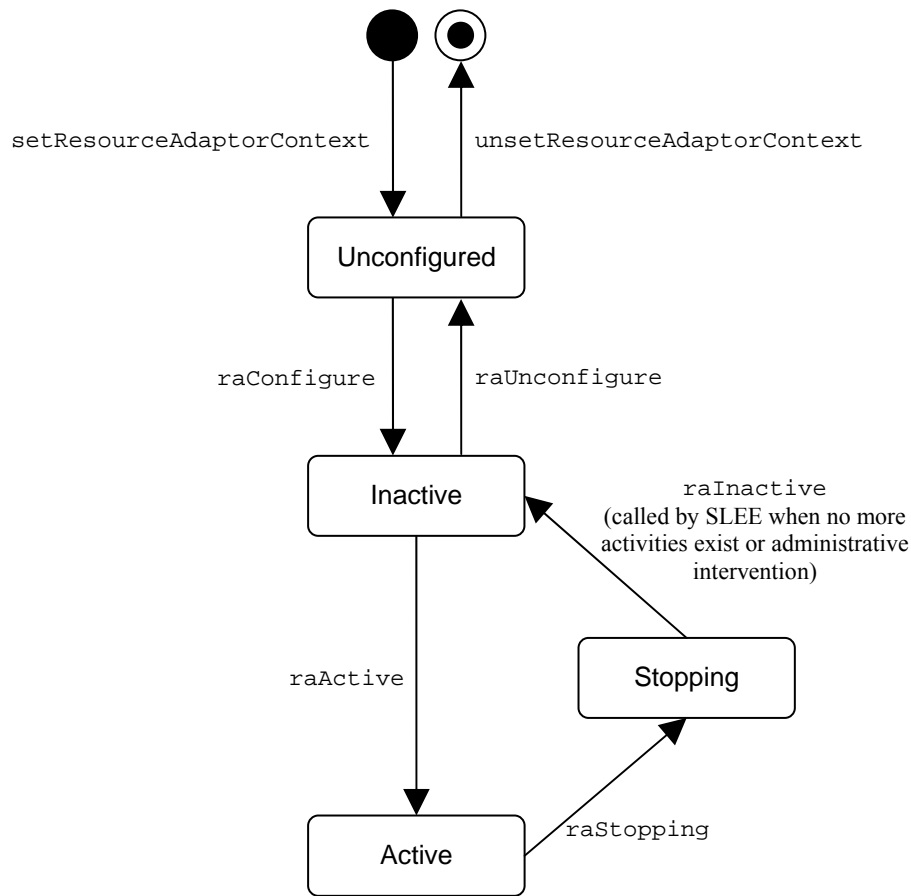 setResourceAdaptorContext
unsetResourceAdaptorContext
Unconfigured
raConfigure
raUnconfigure
Inactive
raInactive
(called by SLEE when no more
activities exist or administrative
intervention)
Stopping
raActive
raStopping
Active